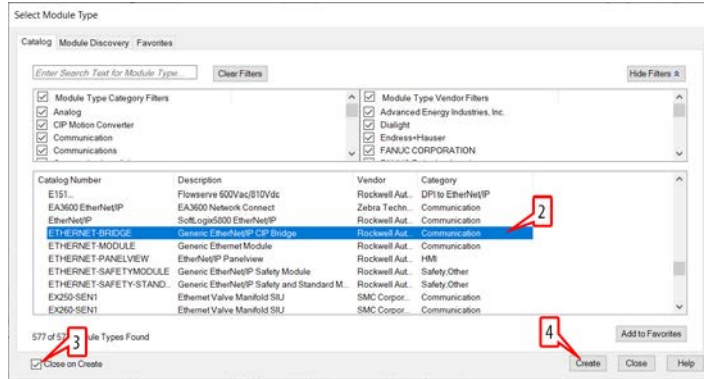 Select Module Type
Catalog Module Discovery Favorites
Enter Search Text for Module Type...
Clear Filters
Hide Filters
Module Type Category Filters
Analog
CIP Motion Converter
Communication
Communications
Module Type Vendor Filters
Advanced Energy Industries, Inc.
Dialight
Endress+Hauser
FANUC CORPORATION
Catalog Number Description Vendor Category
E151... Flowserve 600Vac/810Vdc Rockwell Aut... DPI to EtherNet/IP
EA3600 EtherNet/IP EA3600 Network Connect Zebra Techn... Communication
EtherNet/IP SoftLogix5800 EtherNet/IP Rockwell Aut... Communication
ETHERNET-BRIDGE Generic EtherNet/IP CIP Bridge Rockwell Aut... Communication
ETHERNET-MODULE Generic Ethernet Module Rockwell Aut... Communication
ETHERNET-PANELVIEW EtherNet/IP Panelview Rockwell Aut... HMI
ETHERNET-SAFETYMODULE Generic EtherNet/IP Safety Module Rockwell Aut... Safety,Other
ETHERNET-SAFETY-STAND... Generic EtherNet/IP Safety and Standard M... Rockwell Aut... Safety,Other
EX250-SEN1 Ethernet Valve Manifold SIU SMC Corpor... Communication
EX260-SEN1 Ethernet Valve Manifold SIU SMC Corpor... Communication
2
577 of Types Found
3
4
Add to Favorites
Close on Create
Create Close Help